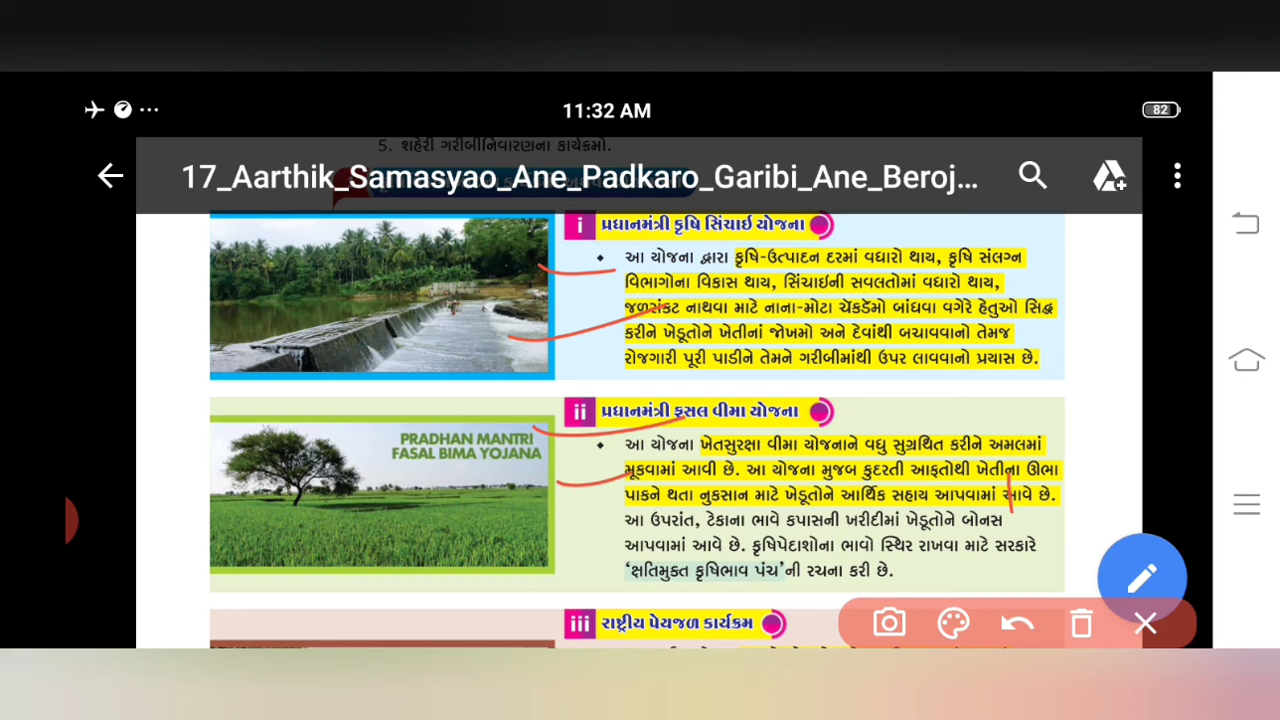 11:32 AM
82
5. શહેરી ગરીબીનિવારણના કાર્યક્રમો.
17_Aarthik_Samasyao_Ane_Padkaro_Garibi_Ane_Beroj...
i પ્રધાનમંત્રી કૃષિ સિંચાઇ યોજના
આ યોજના દ્વારા કૃષિ-ઉત્પાદન દરમાં વધારો થાય, કૃષિ સંલગ્ન
વિભાગોના વિકાસ થાય, સિંચાઇની સવલતોમાં વધારો થાય,
જળસંકટ નાથવા માટે નાના-મોટા ચૅકડૅમો બાંધવા વગેરે હેતુઓ સિદ્ધ
કરીને ખેડૂતોને ખેતીનાં જોખમો અને દેવાંથી બચાવવાનો તેમજ
રોજગારી પૂરી પાડીને તેમને ગરીબીમાંથી ઉપર લાવવાનો પ્રયાસ છે.
ii પ્રધાનમંત્રી ફસલ વીમા યોજના
PRADHAN MANTRI
FASAL BIMA YOJANA
આ યોજના ખેતસુરક્ષા વીમા યોજનાને વધુ સુગ્રથિત કરીને અમલમાં
મૂકવામાં આવી છે. આ યોજના મુજબ કુદરતી આફતોથી ખેતીના ઊભા
પાકને થતા નુકસાન માટે ખેડૂતોને આર્થિક સહાય આપવામાં આવે છે.
આ ઉપરાંત, ટેકાના ભાવે કપાસની ખરીદીમાં ખેડૂતોને બોનસ
આપવામાં આવે છે. કૃષિપેદાશોના ભાવો સ્થિર રાખવા માટે સરકારે
‘ક્ષતિમુક્ત કૃષિભાવ પંચ’ની રચના કરી છે.
iii રાષ્ટ્રીય પેયજળ કાર્યક્રમ